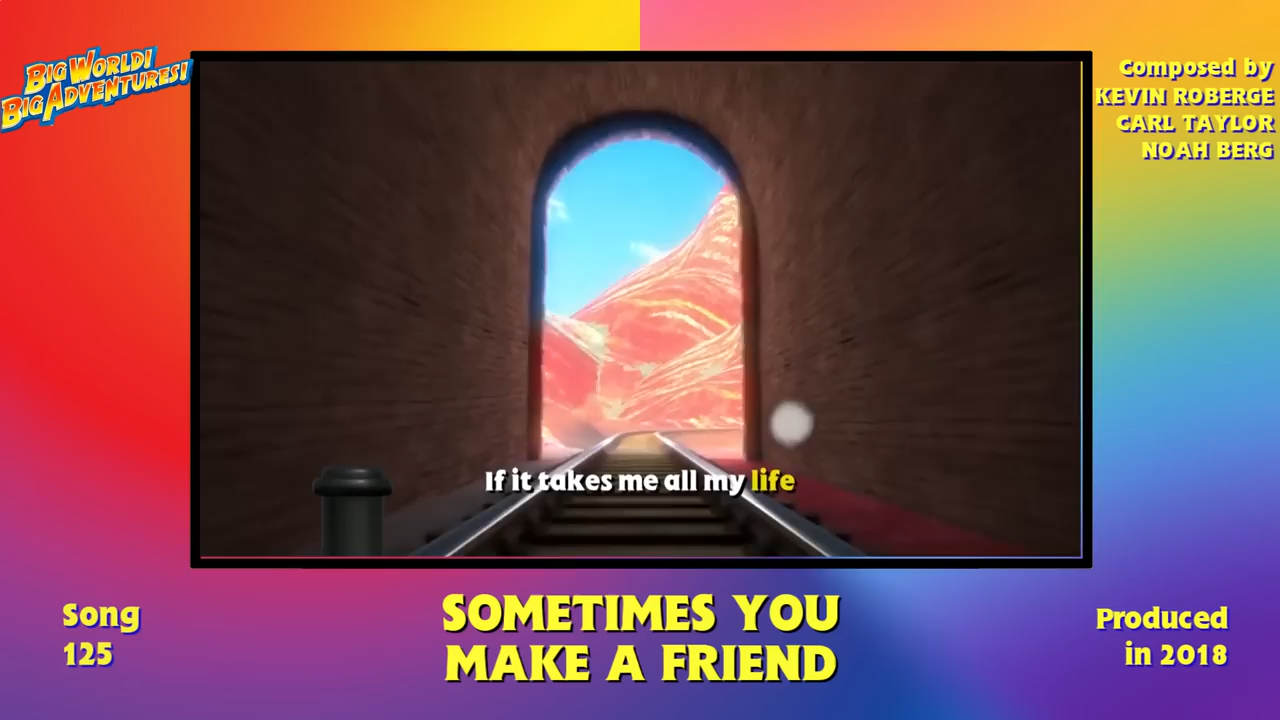 BIG WORLD!
BIG ADVENTURES!
Composed by
KEVIN ROBERGE
CARL TAYLOR
NOAH BERG
If it takes me all my life
Song
125
SOMETIMES YOU
MAKE A FRIEND
Produced
in 2018